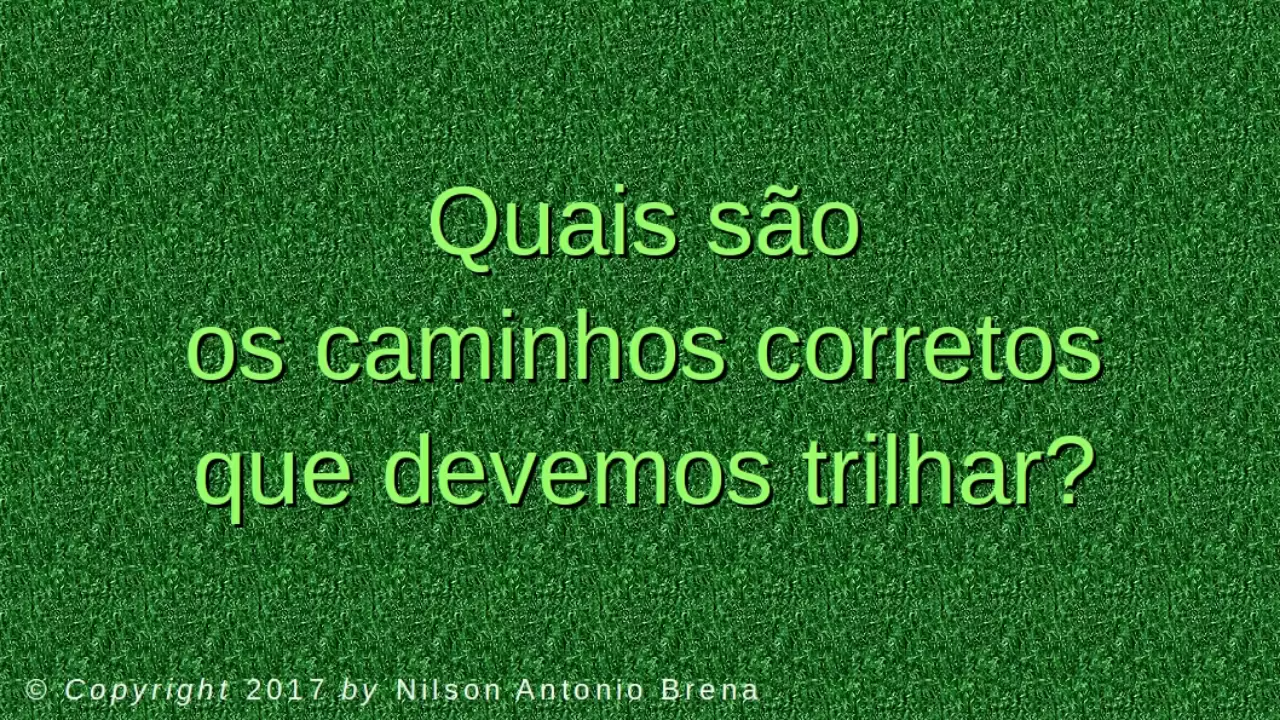 Quais são
os caminhos corretos
que devemos trilhar?
© Copyright 2017 by Nilson Antonio Brena